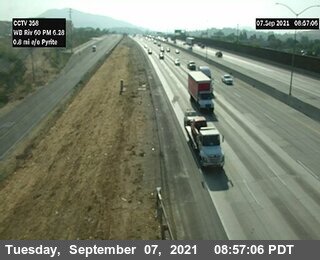 CCTV 358
WB Riv 60 PM 6.28
0.8 mi e/o Pyrite
07.Sep 2021 08:57:06
Tuesday, September 07, 2021 08:57:06 PDT